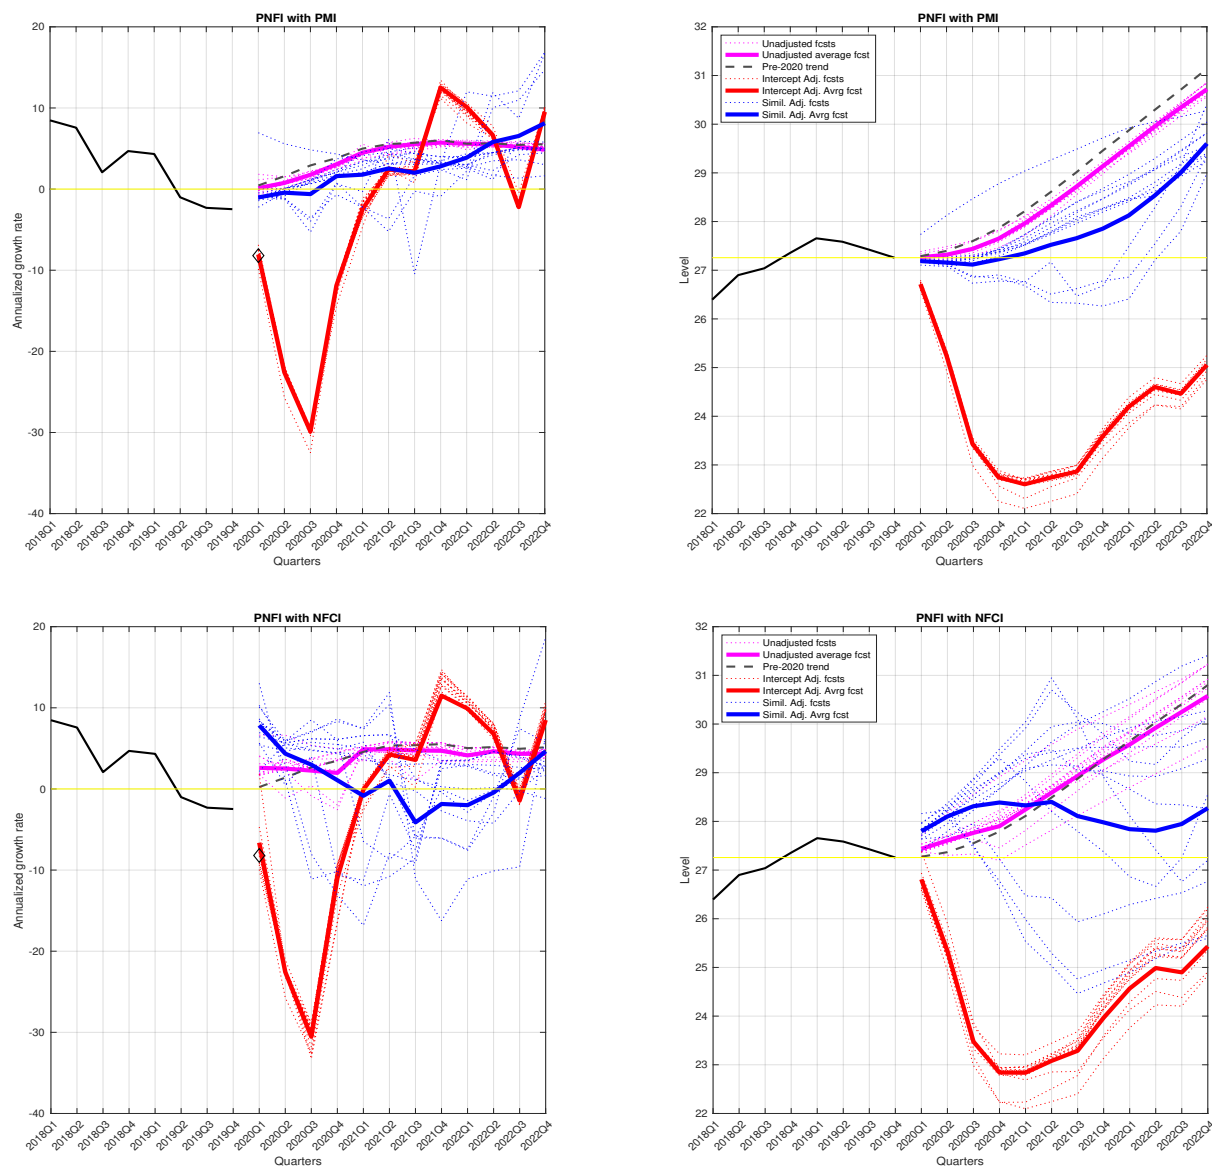 PNFI with PMI
20
10
0
-10
-20
-30
-40
Annualized growth rate
2018Q1
2018Q2
2018Q3
2018Q4
2019Q1
2019Q2
2019Q3
2019Q4
2020Q1
2020Q2
2020Q3
2020Q4
2021Q1
2021Q2
2021Q3
2021Q4
2022Q1
2022Q2
2022Q3
2022Q4
Quarters
PNFI with PMI
Unadjusted fcsts
Unadjusted average fcst
Pre-2020 trend
Intercept Adj. fcsts
Intercept Adj. Avrg fcst
Simil. Adj. fcsts
Simil. Adj. Avrg fcst
32
31
30
29
28
27
26
25
24
23
22
Level
2018Q1
2018Q2
2018Q3
2018Q4
2019Q1
2019Q2
2019Q3
2019Q4
2020Q1
2020Q2
2020Q3
2020Q4
2021Q1
2021Q2
2021Q3
2021Q4
2022Q1
2022Q2
2022Q3
2022Q4
Quarters
PNFI with NFCI
20
10
0
-10
-20
-30
-40
Annualized growth rate
2018Q1
2018Q2
2018Q3
2018Q4
2019Q1
2019Q2
2019Q3
2019Q4
2020Q1
2020Q2
2020Q3
2020Q4
2021Q1
2021Q2
2021Q3
2021Q4
2022Q1
2022Q2
2022Q3
2022Q4
Quarters
PNFI with NFCI
Unadjusted fcsts
Unadjusted average fcst
Pre-2020 trend
Intercept Adj. fcsts
Intercept Adj. Avrg fcst
Simil. Adj. fcsts
Simil. Adj. Avrg fcst
32
31
30
29
28
27
26
25
24
23
22
Level
2018Q1
2018Q2
2018Q3
2018Q4
2019Q1
2019Q2
2019Q3
2019Q4
2020Q1
2020Q2
2020Q3
2020Q4
2021Q1
2021Q2
2021Q3
2021Q4
2022Q1
2022Q2
2022Q3
2022Q4
Quarters